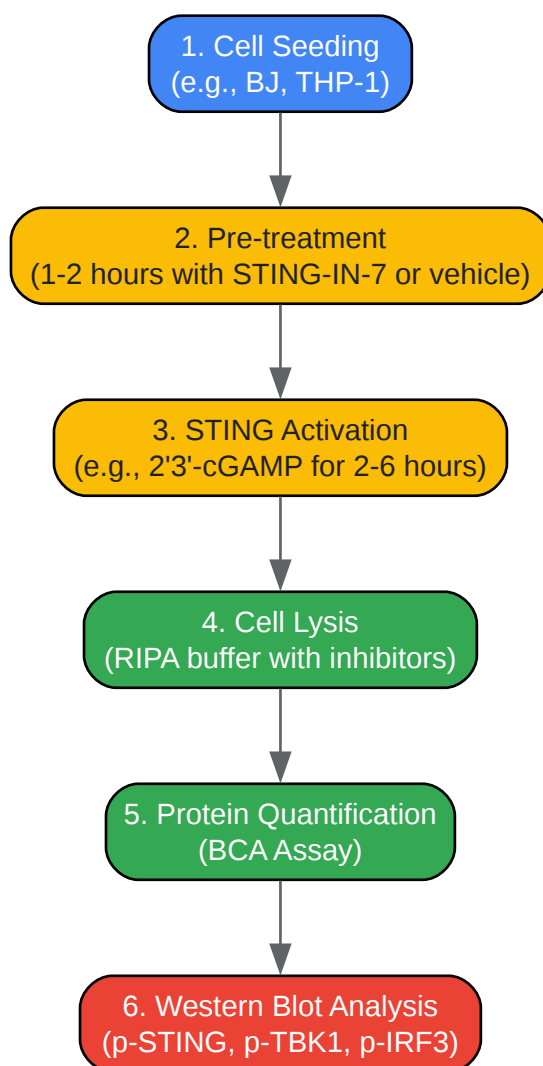 1. Cell Seeding
(e.g., BJ, THP-1)
2. Pre-treatment
(1-2 hours with STING-IN-7 or vehicle)
3. STING Activation
(e.g., 2'3'-cGAMP for 2-6 hours)
4. Cell Lysis
(RIPA buffer with inhibitors)
5. Protein Quantification
(BCA Assay)
6. Western Blot Analysis
(p-STING, p-TBK1, p-IRF3)